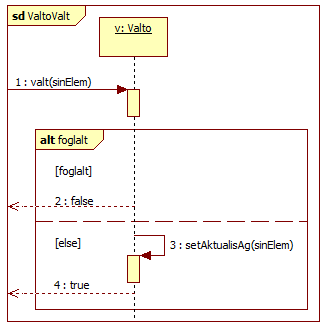 sd ValtoValt
v: Valto
1 : valt(sinElem)
alt foglalt
[foglalt]
2 : false
[else]
3 : setAktualisAg(sinElem)
4 : true